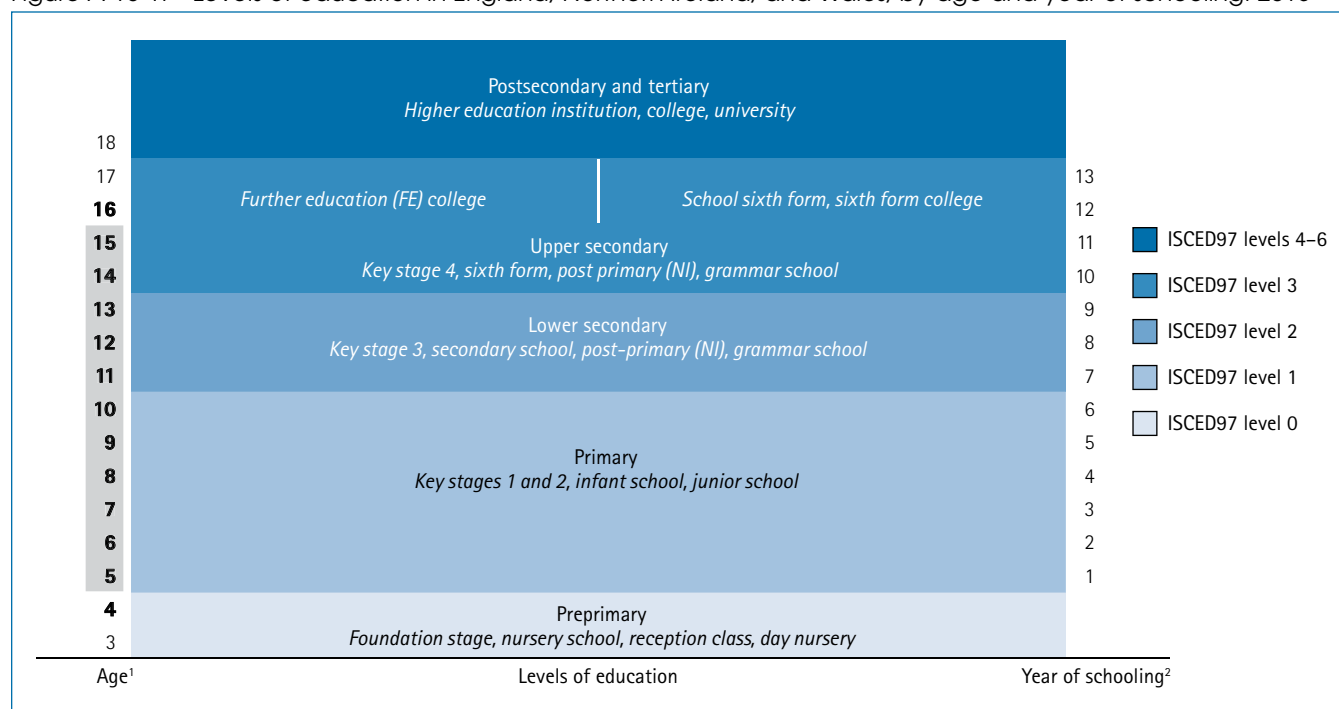 Postsecondary and tertiary
Higher education institution, college, university
18
17
13
Further education (FE) college
School sixth form, sixth form college
16
12
15
Upper secondary
11
ISCED97 levels 4–6
Key stage 4, sixth form, post primary (NI), grammar school
14
10
ISCED97 level 3
13
9
Lower secondary
ISCED97 level 2
Key stage 3, secondary school, post-primary (NI), grammar school
12
8
11
7
ISCED97 level 1
10
6
ISCED97 level 0
9
5
Primary
Key stages 1 and 2, infant school, junior school
8
4
7
3
6
2
5
1
4
Preprimary
Foundation stage, nursery school, reception class, day nursery
3
Age¹
Levels of education
Year of schooling²